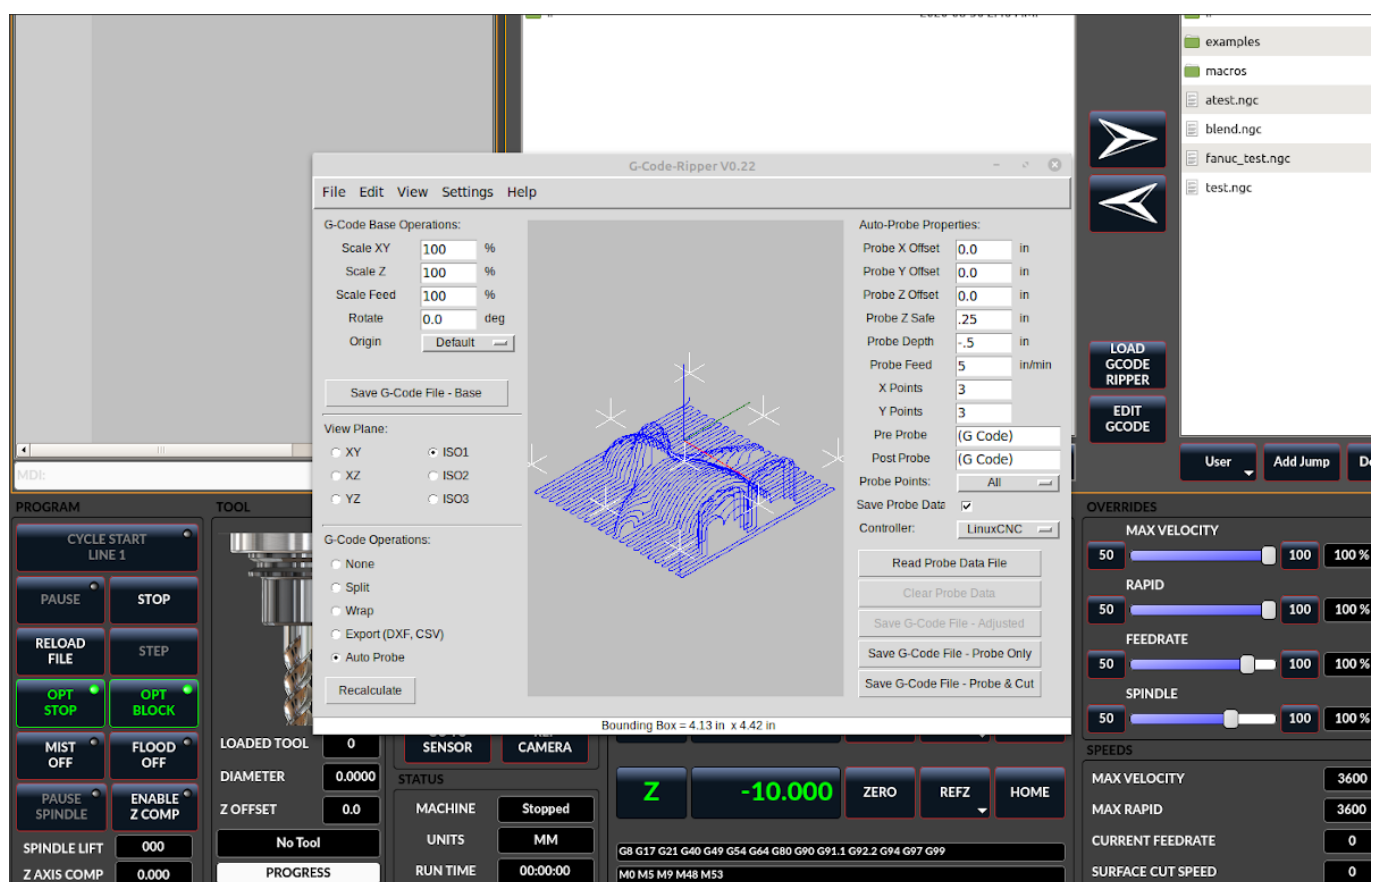 examples
macros
atest.ngc
blend.ngc
fanuc_test.ngc
test.ngc
G-Code-Ripper V0.22
File Edit View Settings Help
G-Code Base Operations:
Scale XY 100 %
Scale Z 100 %
Scale Feed 100 %
Rotate 0.0 deg
Origin Default
Save G-Code File - Base
View Plane:
XY ISO1
XZ ISO2
YZ ISO3
G-Code Operations:
None
Split
Wrap
Export (DXF, CSV)
Auto Probe
Recalculate
Auto-Probe Properties:
Probe X Offset 0.0 in
Probe Y Offset 0.0 in
Probe Z Offset 0.0 in
Probe Z Safe .25 in
Probe Depth -.5 in
Probe Feed 5 in/min
X Points 3
Y Points 3
Pre Probe (G Code)
Post Probe (G Code)
Probe Points: All
Save Probe Data
Controller: LinuxCNC
Read Probe Data File
Clear Probe Data
Save G-Code File - Adjusted
Save G-Code File - Probe Only
Save G-Code File - Probe & Cut
Bounding Box = 4.13 in x 4.42 in
LOAD
GCODE
RIPPER
EDIT
GCODE
User Add Jump
MDI:
PROGRAM
CYCLE START
LINE 1
PAUSE STOP
RELOAD
FILE
STEP
OPT
STOP
OPT
BLOCK
MIST
OFF
FLOOD
OFF
PAUSE
SPINDLE
ENABLE
Z COMP
SPINDLE LIFT 000
Z AXIS COMP 0.000
TOOL
LOADED TOOL 0
DIAMETER 0.0000
Z OFFSET 0.0
No Tool
PROGRESS
SENSOR
CAMERA
STATUS
MACHINE Stopped
UNITS MM
RUN TIME 00:00:00
Z -10.000 ZERO REFZ HOME
G8 G17 G21 G40 G49 G54 G64 G80 G90 G91.1 G92.2 G94 G97 G99
M0 M5 M9 M48 M53
OVERRIDES
MAX VELOCITY
50 100 100 %
RAPID
50 100 100 %
FEEDRATE
50 100 100 %
SPINDLE
50 100 100 %
SPEEDS
MAX VELOCITY 3600
MAX RAPID 3600
CURRENT FEEDRATE 0
SURFACE CUT SPEED 0